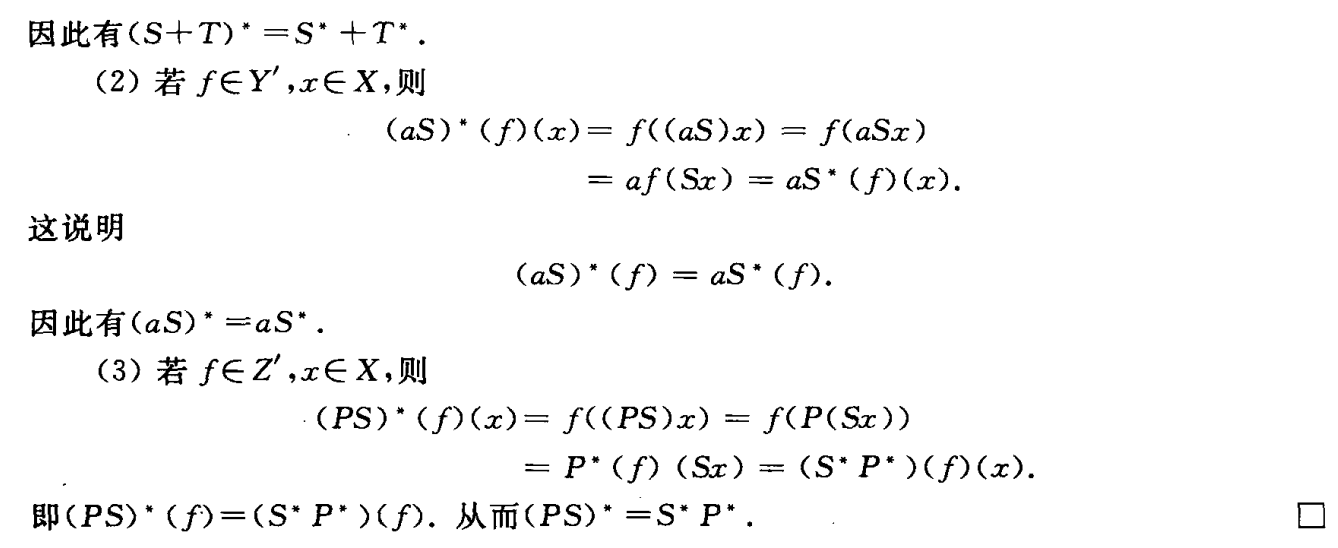 因此有(S+T)*=S*+T*.
(2) 若 f∈Y′,x∈X,则
(aS)*(f)(x)= f((aS)x) = f(aSx)
= af(Sx) = aS*(f)(x).
这说明
(aS)*(f) = aS*(f).
因此有(aS)*=aS*.
(3) 若 f∈Z′,x∈X,则
(PS)*(f)(x)= f((PS)x) = f(P(Sx))
= P*(f) (Sx) = (S*P*)(f)(x).
即(PS)*(f)=(S*P*)(f). 从而(PS)*=S*P*. □